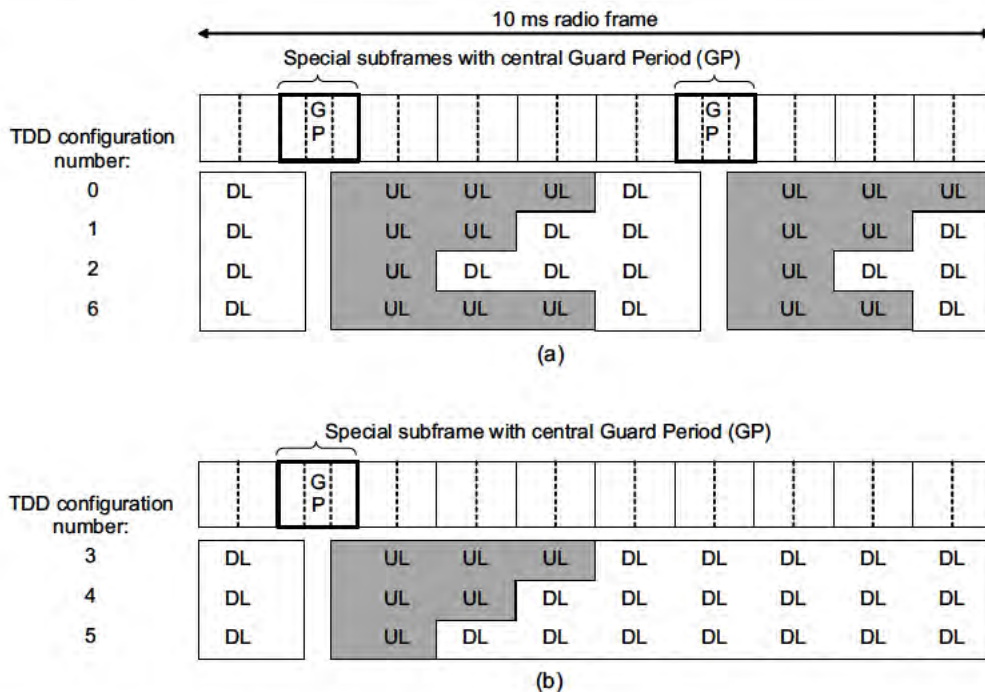 10 ms radio frame
Special subframes with central Guard Period (GP)
G G
P P
TDD configuration
number:
0 DL UL UL UL DL UL UL UL
1 DL UL UL DL DL UL UL DL
2 DL UL DL DL DL UL DL DL
6 DL UL UL UL DL UL UL DL
(a)
Special subframe with central Guard Period (GP)
G
P
TDD configuration
number:
3 DL UL UL UL DL DL DL DL DL
4 DL UL UL DL DL DL DL DL DL
5 DL UL DL DL DL DL DL DL DL
(b)